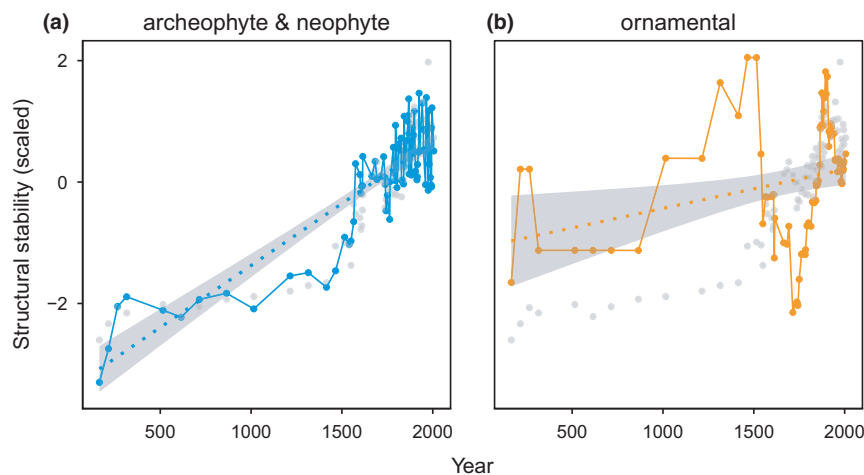 (a) archeophyte & neophyte
(b) ornamental
Structural stability (scaled)
2
0
−2
500 1000 1500 2000
500 1000 1500 2000
Year